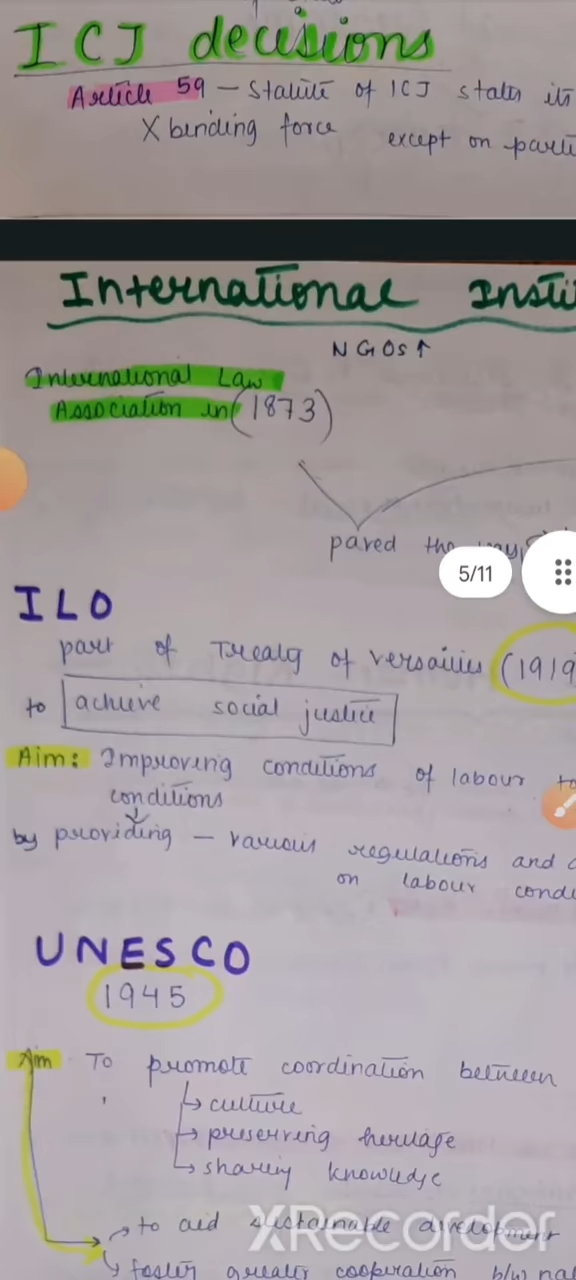 ICJ decisions
Article 59 – Statute of ICJ states its
X binding force except on parti
International Insti
NGOs↑
International Law
Association in (1873)
paved the way
5/11
ILO
part of Treaty of Versailles (1919
to achieve social justice
Aim: Improving conditions of labour to
conditions
by providing – various regulations and
on labour condi
UNESCO
1945
Aim To promote coordination between
→ culture
→ preserving heritage
→ sharing knowledge
→ to aid sustainable development
XRecorder
foster greater cooperation b/w na